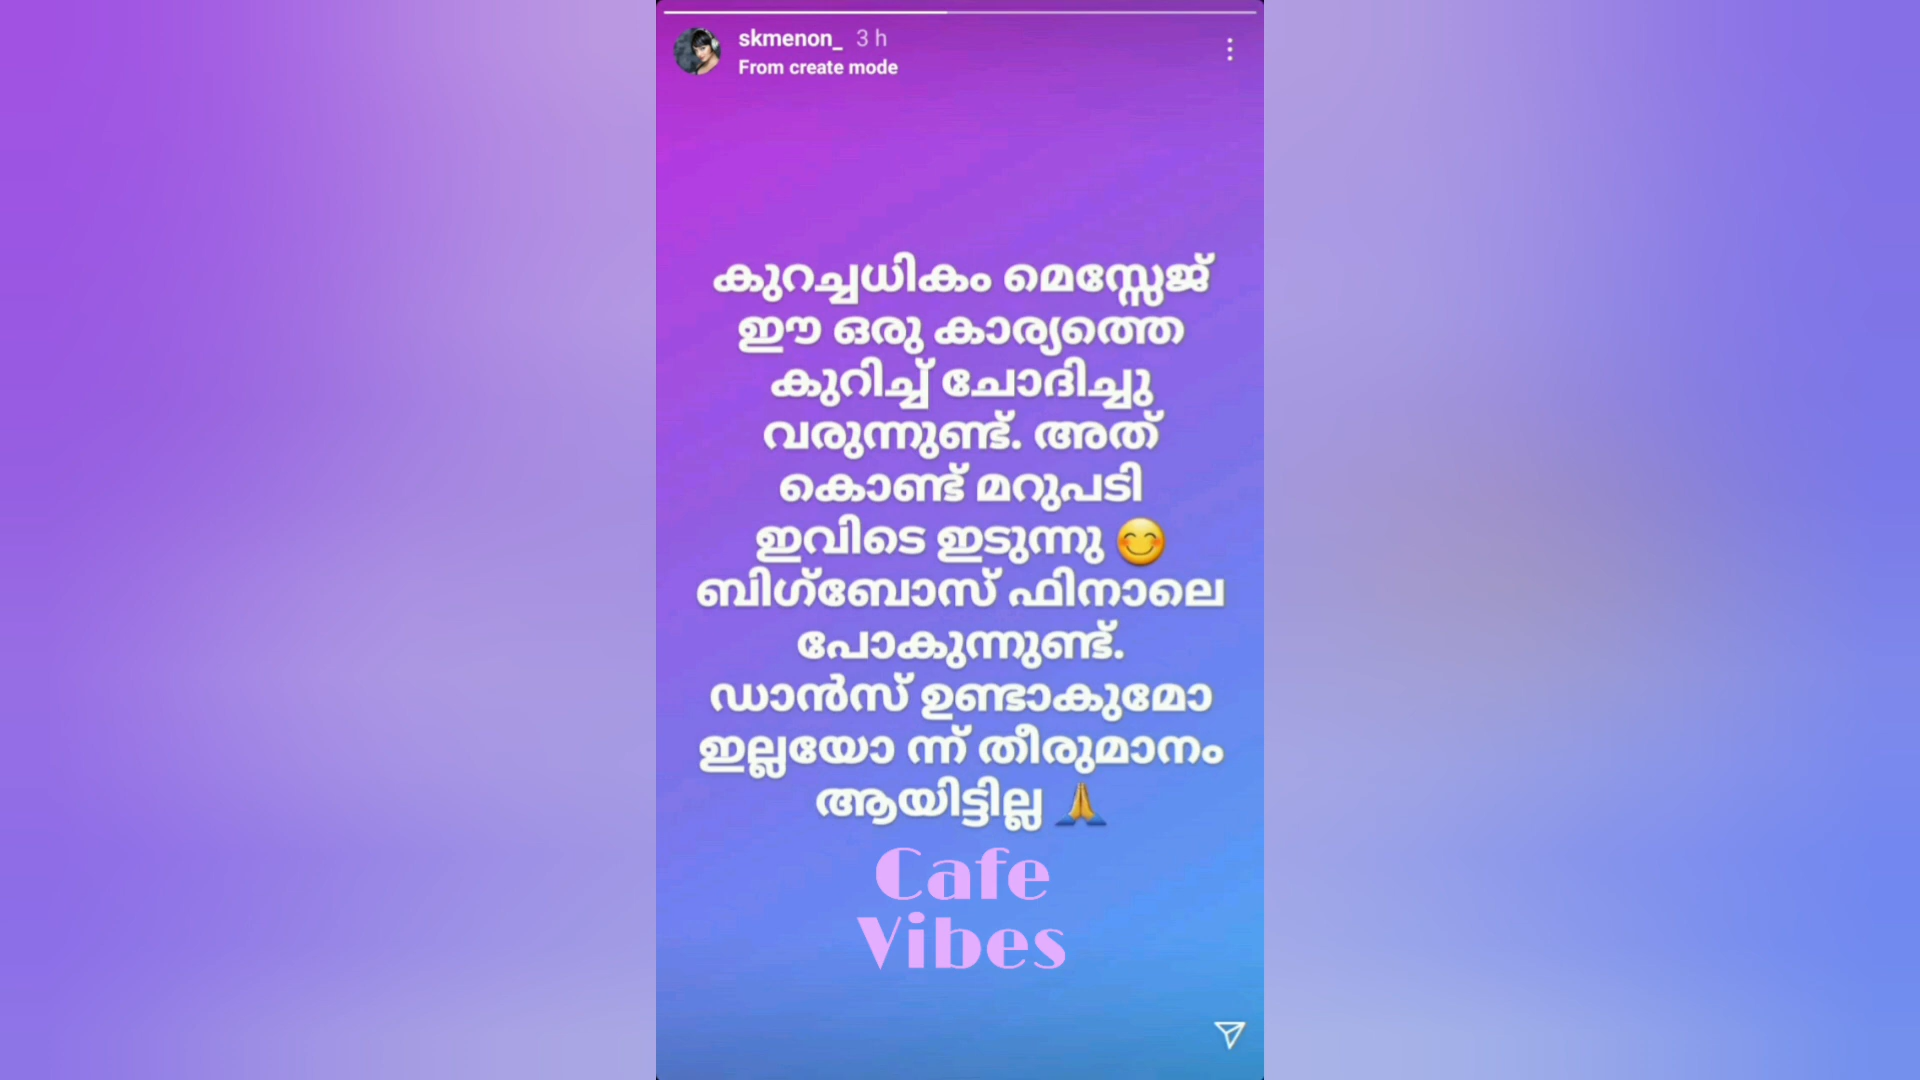 skmenon_ 3 h
From create mode
കുറച്ചധികം മെസ്സേജ്
ഈ ഒരു കാര്യത്തെ
കുറിച്ച് ചോദിച്ചു
വരുന്നുണ്ട്. അത്
കൊണ്ട് മറുപടി
ഇവിടെ ഇടുന്നു 😊
ബിഗ്ബോസ് ഫിനാലെ
പോകുന്നുണ്ട്.
ഡാൻസ് ഉണ്ടാകുമോ
ഇല്ലയോ ന്ന് തീരുമാനം
ആയിട്ടില്ല 🙏
Cafe
Vibes